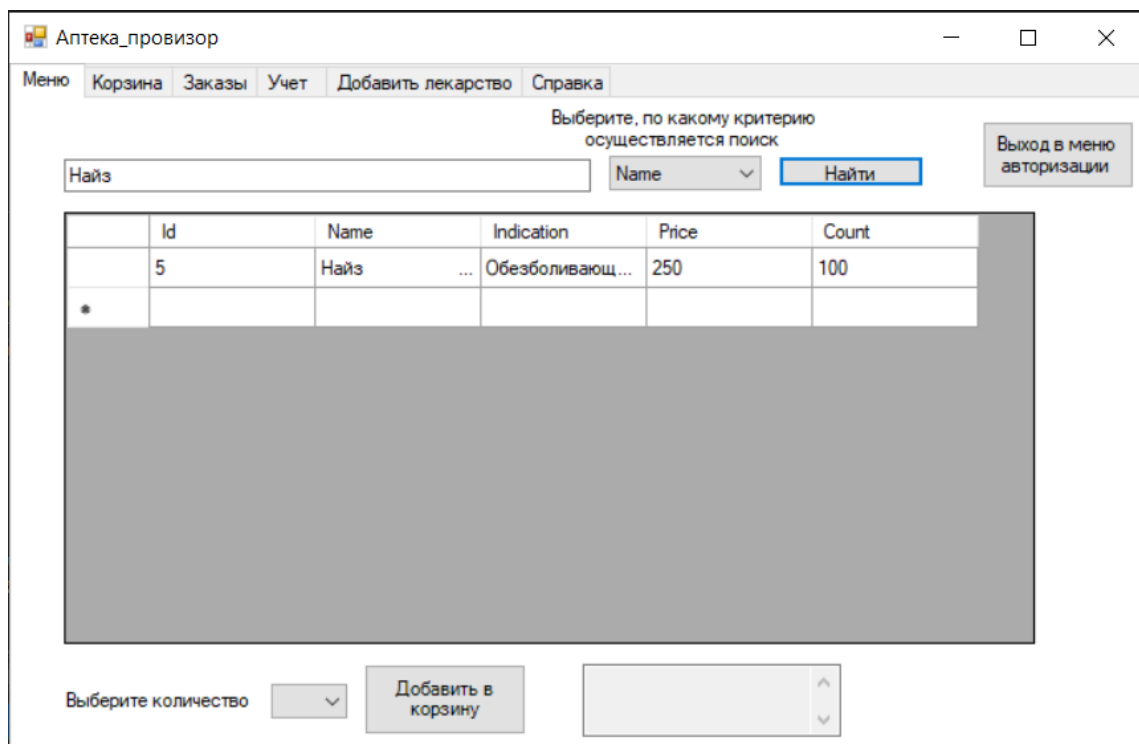 Аптека_провизор
Меню Корзина Заказы Учет Добавить лекарство Справка
Выберите, по какому критерию
осуществляется поиск
Выход в меню
авторизации
Найз
Name
Найти
Id Name Indication Price Count
5 Найз ... Обезболивающ... 250 100
*
Выберите количество
Добавить в
корзину